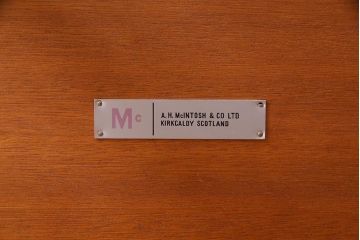 Mc
A.H. McINTOSH & CO LTD
KIRKCALDY SCOTLAND